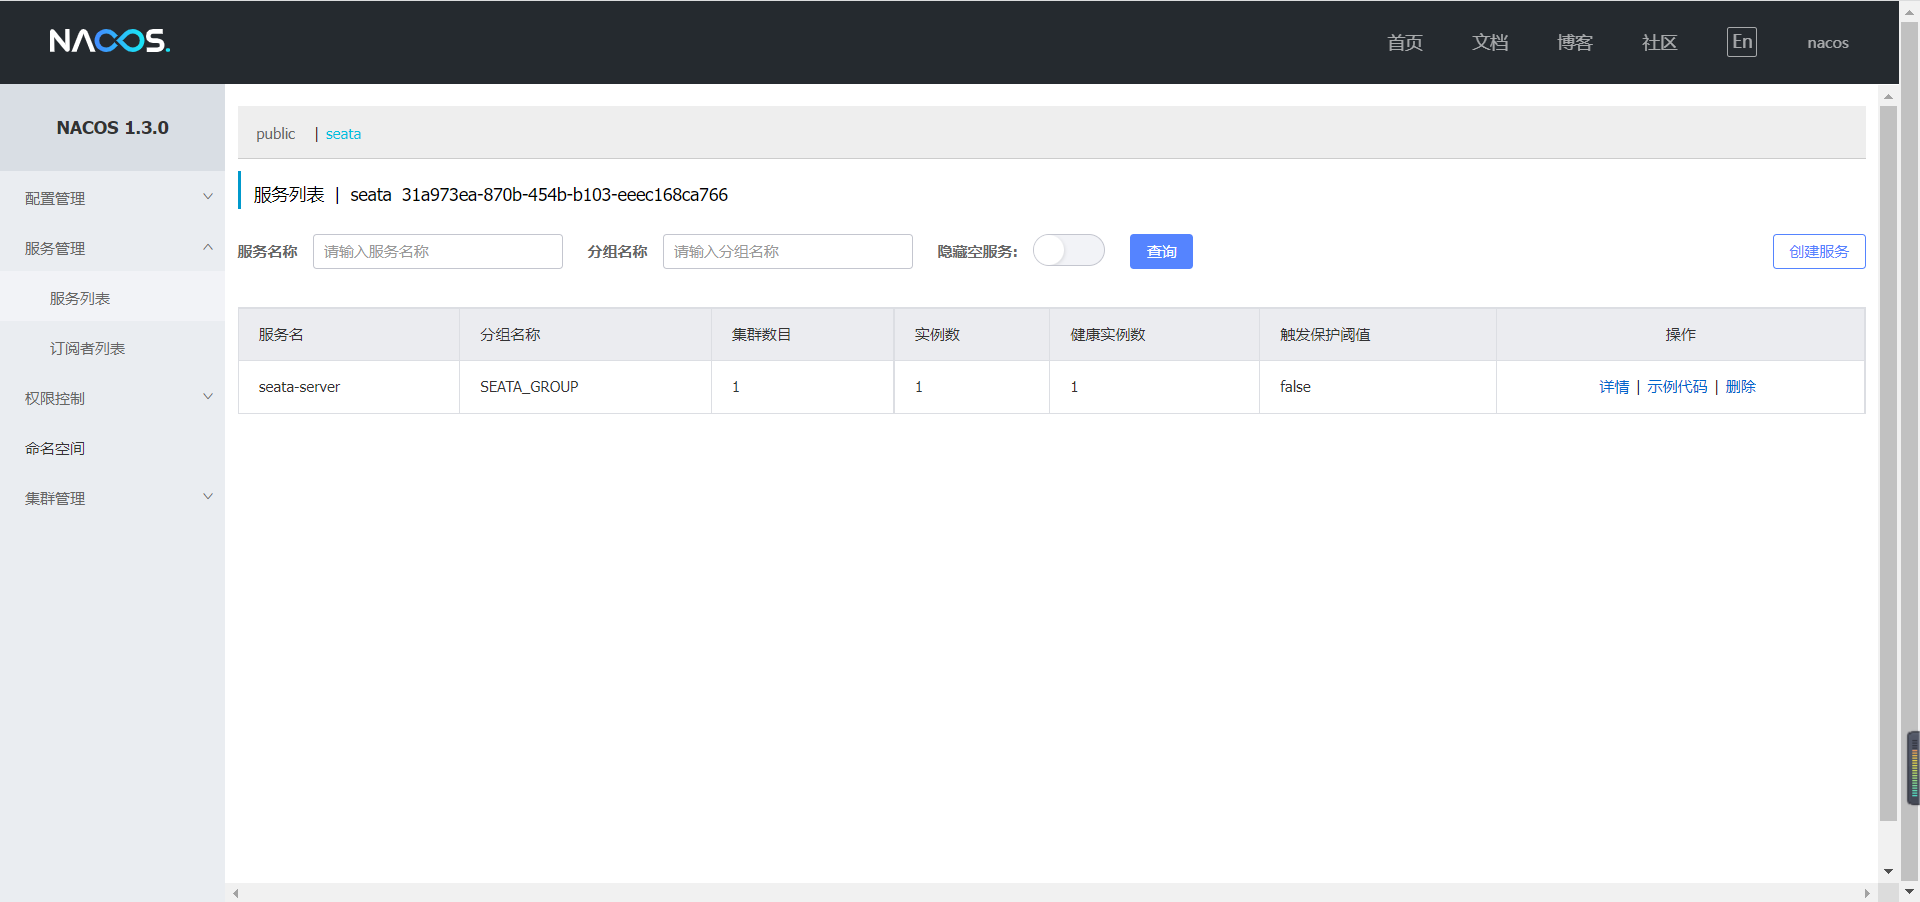 NACOS.
首页 文档 博客 社区 En nacos
NACOS 1.3.0
配置管理
服务管理
服务列表
订阅者列表
权限控制
命名空间
集群管理
public | seata
服务列表 | seata 31a973ea-870b-454b-b103-eeec168ca766
服务名称 请输入服务名称 分组名称 请输入分组名称 隐藏空服务: 查询 创建服务
服务名 分组名称 集群数目 实例数 健康实例数 触发保护阈值 操作
seata-server SEATA_GROUP 1 1 1 false 详情 | 示例代码 | 删除